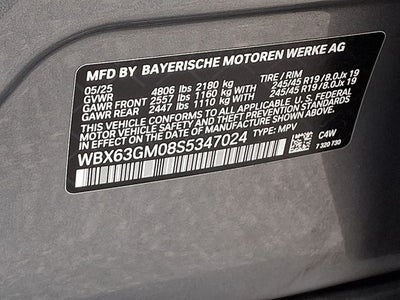 MFD BY BAYERISCHE MOTOREN WERKE AG
05/25 4806 lbs 2180 kg TIRE / RIM
GVWR
GAWR FRONT 2557 lbs 1160 kg 245/45 R19 / 8.0Jx 19
GAWR REAR 2447 lbs 1110 kg 245/45 R19 / 8.0Jx 19
THIS VEHICLE CONFORMS TO ALL APPLICABLE U. S. FEDERAL
MOTOR VEHICLE SAFETY, BUMPER, AND THEFT PREVENTION STANDARDS
IN EFFECT ON THE DATE OF MANUFACTURE SHOWN ABOVE.
WBX63GM08S5347024 TYPE: MPV
C4W
7 320 730